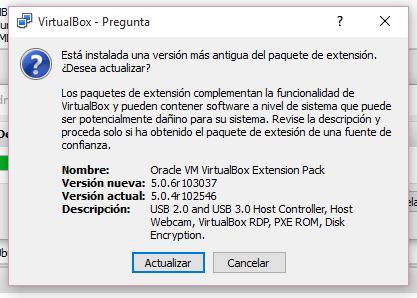 VirtualBox - Pregunta
Está instalada una versión más antigua del paquete de extensión.
¿Desea actualizar?
Los paquetes de extensión complementan la funcionalidad de
VirtualBox y pueden contener software a nivel de sistema que puede
ser potencialmente dañino para su sistema. Revise la descripción y
proceda solo si ha obtenido el paquete de extesión de una fuente de
confianza.
Nombre: Oracle VM VirtualBox Extension Pack
Versión nueva: 5.0.6r103037
Versión actual: 5.0.4r102546
Descripción: USB 2.0 and USB 3.0 Host Controller, Host
Webcam, VirtualBox RDP, PXE ROM, Disk
Encryption.
Actualizar Cancelar